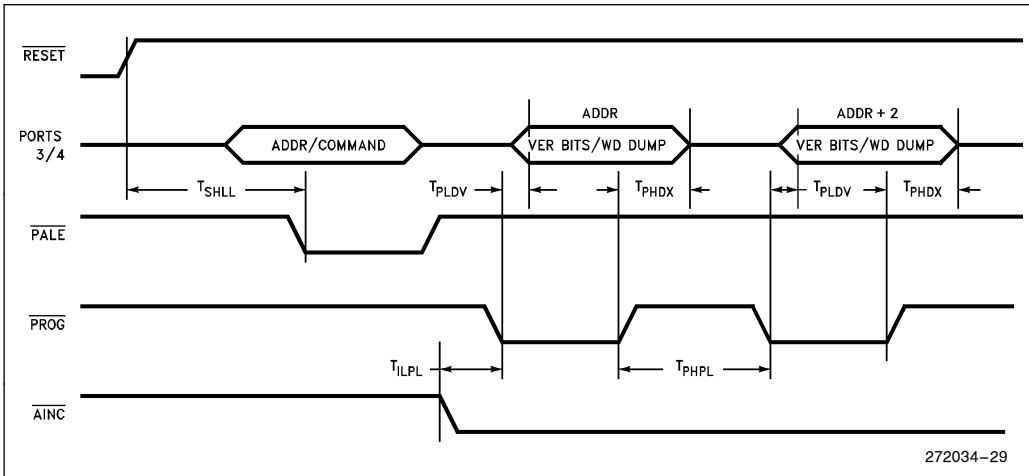 RESET
PORTS
3/4
ADDR/COMMAND
ADDR
VER BITS/WD DUMP
ADDR + 2
VER BITS/WD DUMP
TSHLL
TPLDV
TPHDX
TPLDV
TPHDX
PALE
PROG
TILPL
TPHPL
AINC
272034-29